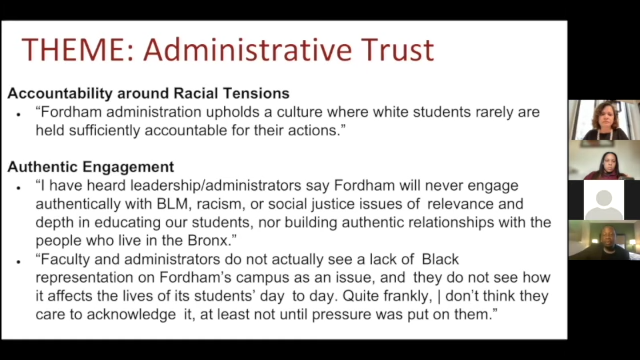 THEME: Administrative Trust
Accountability around Racial Tensions
• “Fordham administration upholds a culture where white students rarely are
held sufficiently accountable for their actions.”
Authentic Engagement
• “I have heard leadership/administrators say Fordham will never engage
authentically with BLM, racism, or social justice issues of relevance and
depth in educating our students, nor building authentic relationships with the
people who live in the Bronx.”
• “Faculty and administrators do not actually see a lack of Black
representation on Fordham’s campus as an issue, and they do not see how
it affects the lives of its students’ day to day. Quite frankly, I don’t think they
care to acknowledge it, at least not until pressure was put on them.”